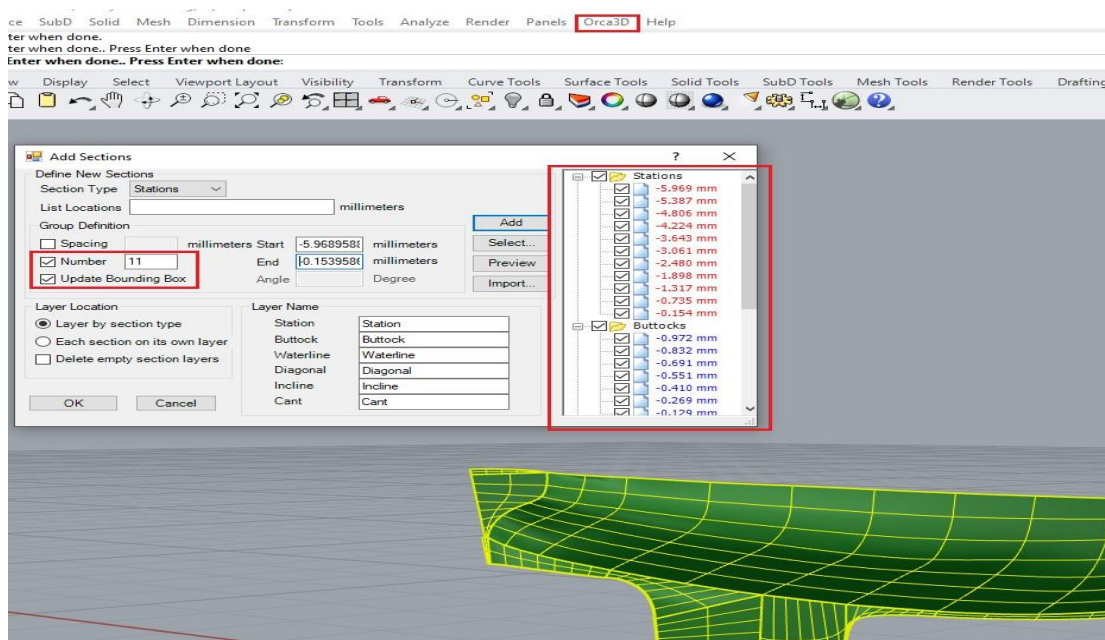 ce SubD Solid Mesh Dimension Transform Tools Analyze Render Panels Orca3D Help
ter when done.
ter when done.. Press Enter when done
Enter when done.. Press Enter when done:
w Display Select Viewport Layout Visibility Transform Curve Tools Surface Tools Solid Tools SubD Tools Mesh Tools Render Tools Drafting
Add Sections ? ×
Define New Sections
Section Type Stations
List Locations millimeters
Group Definition
Spacing millimeters Start -5.968958 millimeters
Number 11 End -0.153958 millimeters
Update Bounding Box Angle Degree
Add
Select...
Preview
Import...
Layer Location
Layer by section type
Each section on its own layer
Delete empty section layers
OK Cancel
Layer Name
Station Station
Buttock Buttock
Waterline Waterline
Diagonal Diagonal
Incline Incline
Cant Cant
Stations
-5.969 mm
-5.387 mm
-4.806 mm
-4.224 mm
-3.643 mm
-3.061 mm
-2.480 mm
-1.898 mm
-1.317 mm
-0.735 mm
-0.154 mm
Buttocks
-0.972 mm
-0.832 mm
-0.691 mm
-0.551 mm
-0.410 mm
-0.269 mm
-0.129 mm